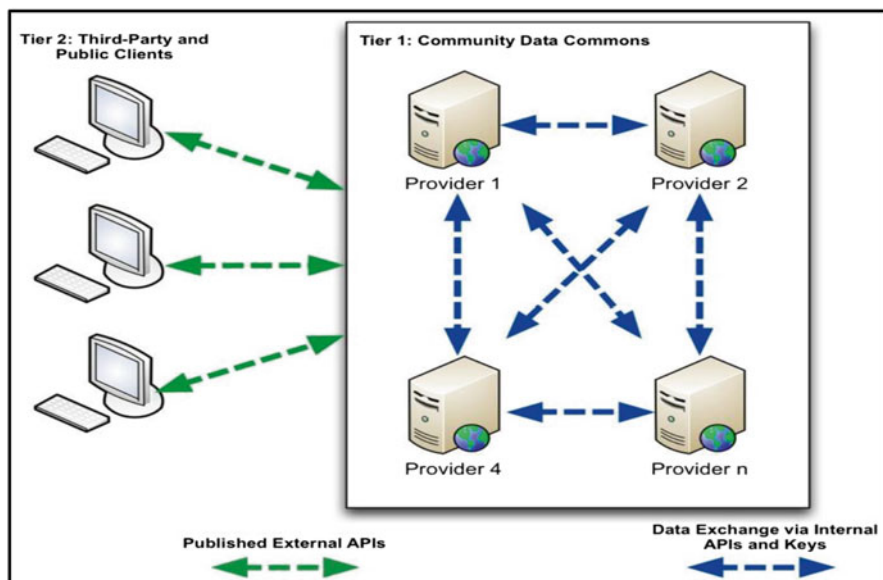 Tier 2: Third-Party and
Public Clients
Tier 1: Community Data Commons
Provider 1
Provider 2
Provider 4
Provider n
Published External APIs
Data Exchange via Internal
APIs and Keys